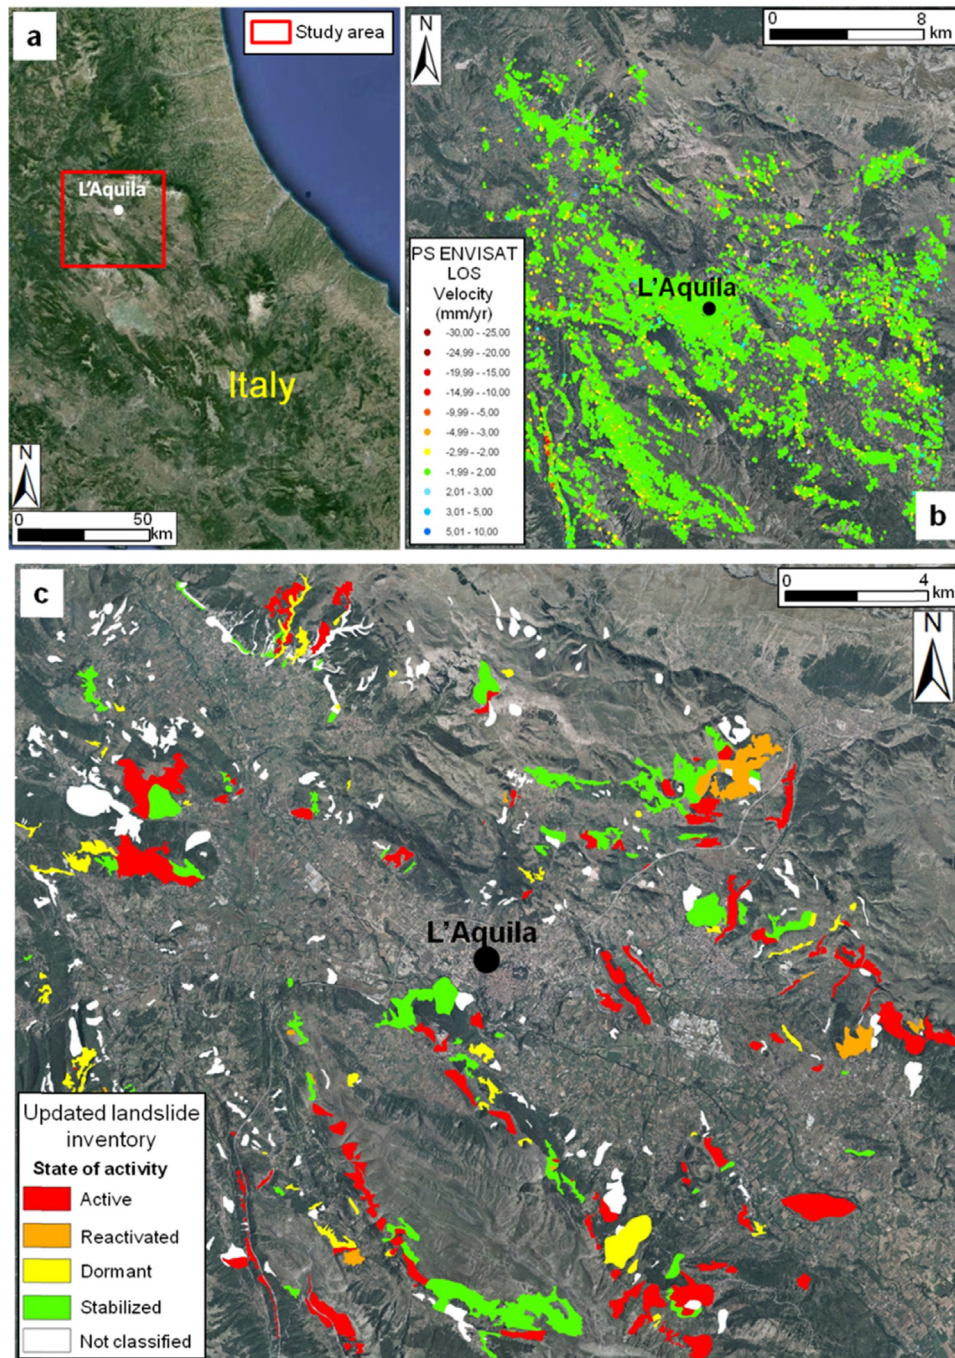 a
Study area
L'Aquila
Italy
N
0 50
km
N
0 8
km
PS ENVISAT
LOS
Velocity
(mm/yr)
-30,00 - -25,00
-24,99 - -20,00
-19,99 - -15,00
-14,99 - -10,00
-9,99 - -5,00
-4,99 - -3,00
-2,99 - -2,00
-1,99 - 2,00
2,01 - 3,00
3,01 - 5,00
5,01 - 10,00
L'Aquila
b
c
0 4
km
N
L'Aquila
Updated landslide
inventory
State of activity
Active
Reactivated
Dormant
Stabilized
Not classified